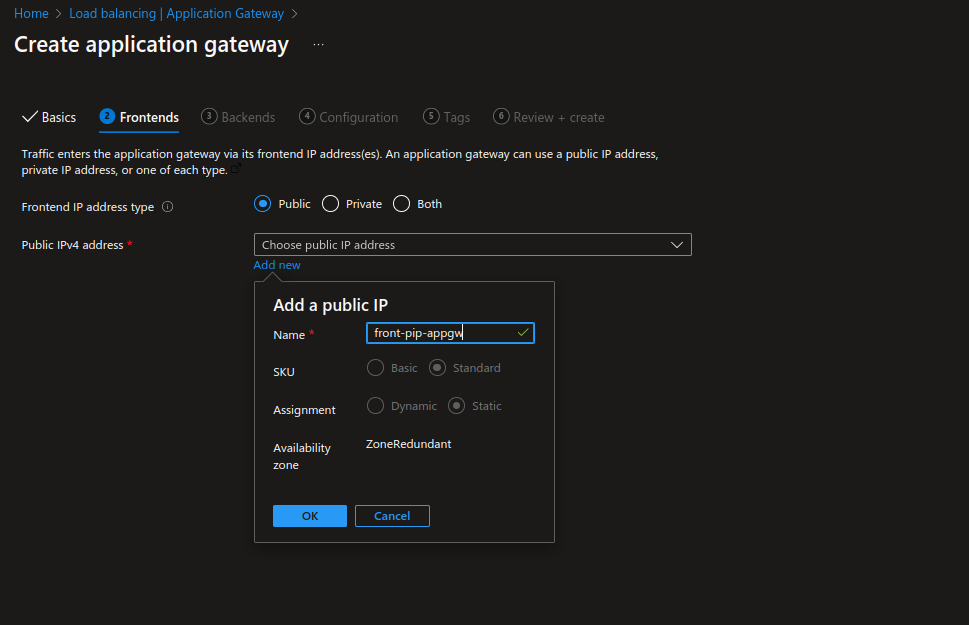 Home > Load balancing | Application Gateway >
Create application gateway ...
Basics 2 Frontends 3 Backends 4 Configuration 5 Tags 6 Review + create
Traffic enters the application gateway via its frontend IP address(es). An application gateway can use a public IP address,
private IP address, or one of each type.
Frontend IP address type Public Private Both
Public IPv4 address * Choose public IP address
Add new
Add a public IP
Name * front-pip-appgw
SKU Basic Standard
Assignment Dynamic Static
Availability ZoneRedundant
zone
OK Cancel